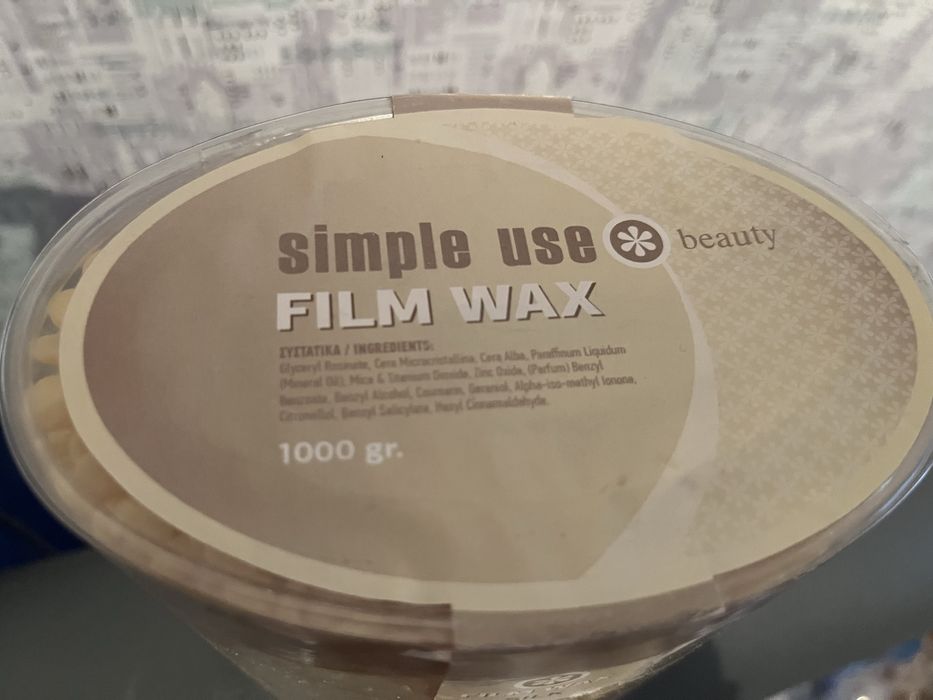 simple use beauty
FILM WAX
ΣΥΣΤΑΤΙΚΑ / INGREDIENTS:
Glyceryl Rosinate, Cera Microcristallina, Cera Alba, Paraffinum Liquidum
(Mineral Oil), Mica & Titanium Dioxide, Zinc Oxide, (Parfum) Benzyl
Benzoate, Benzyl Alcohol, Coumarin, Geraniol, Alpha-iso-methyl Ionone,
Citronellol, Benzyl Salicylate, Hexyl Cinnamaldehyde.
1000 gr.